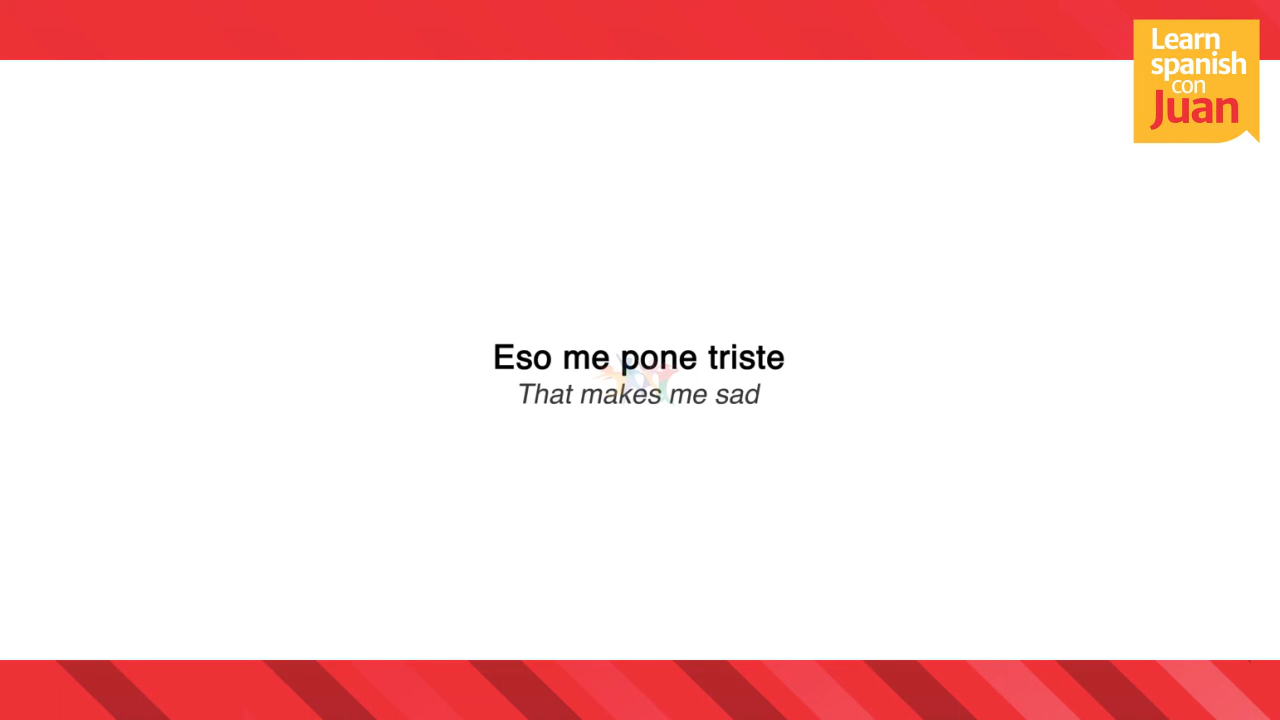 Learn
spanish
con
Juan
Eso me pone triste
That makes me sad